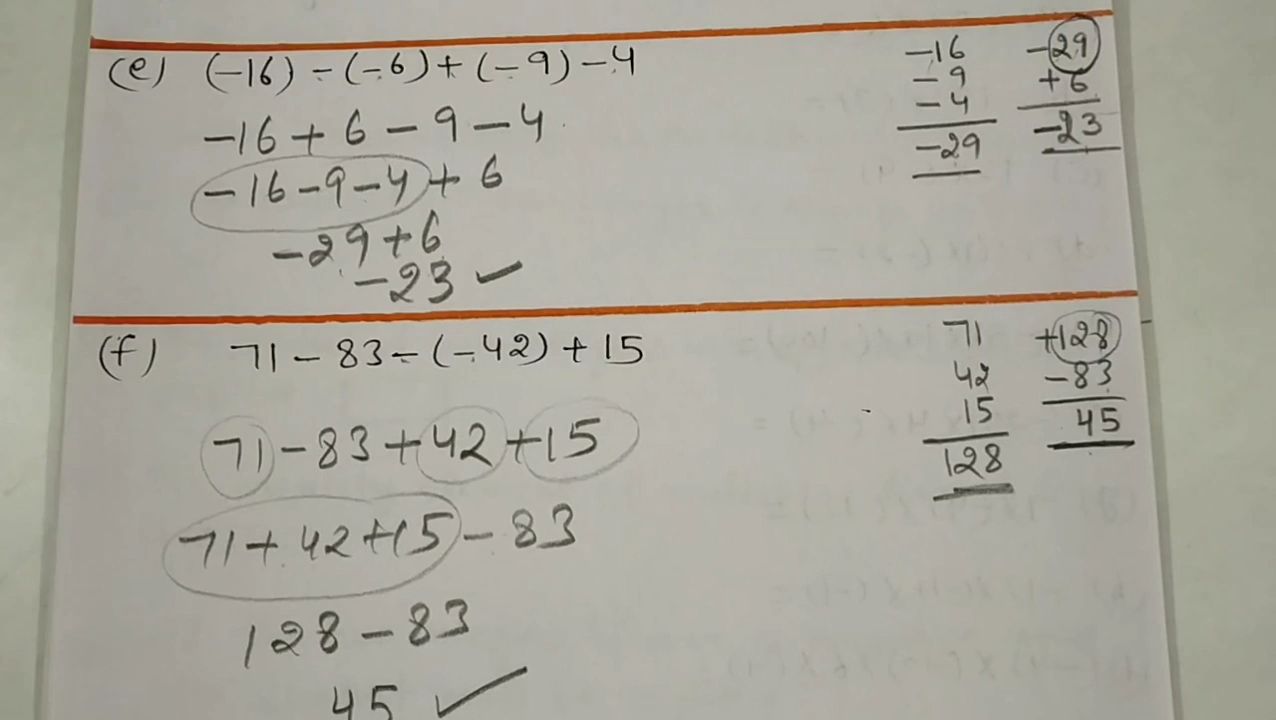 (e) (-16) - (-6) + (-9) - 4
-16 + 6 - 9 - 4
-16 - 9 - 4 + 6
-29 + 6
-23 ✓
-16
-9
-4
-29
-29
+6
-23
(f) 71 - 83 - (-42) + 15
71 - 83 + 42 + 15
71 + 42 + 15 - 83
128 - 83
45 ✓
71
42
15
128
+128
-83
45